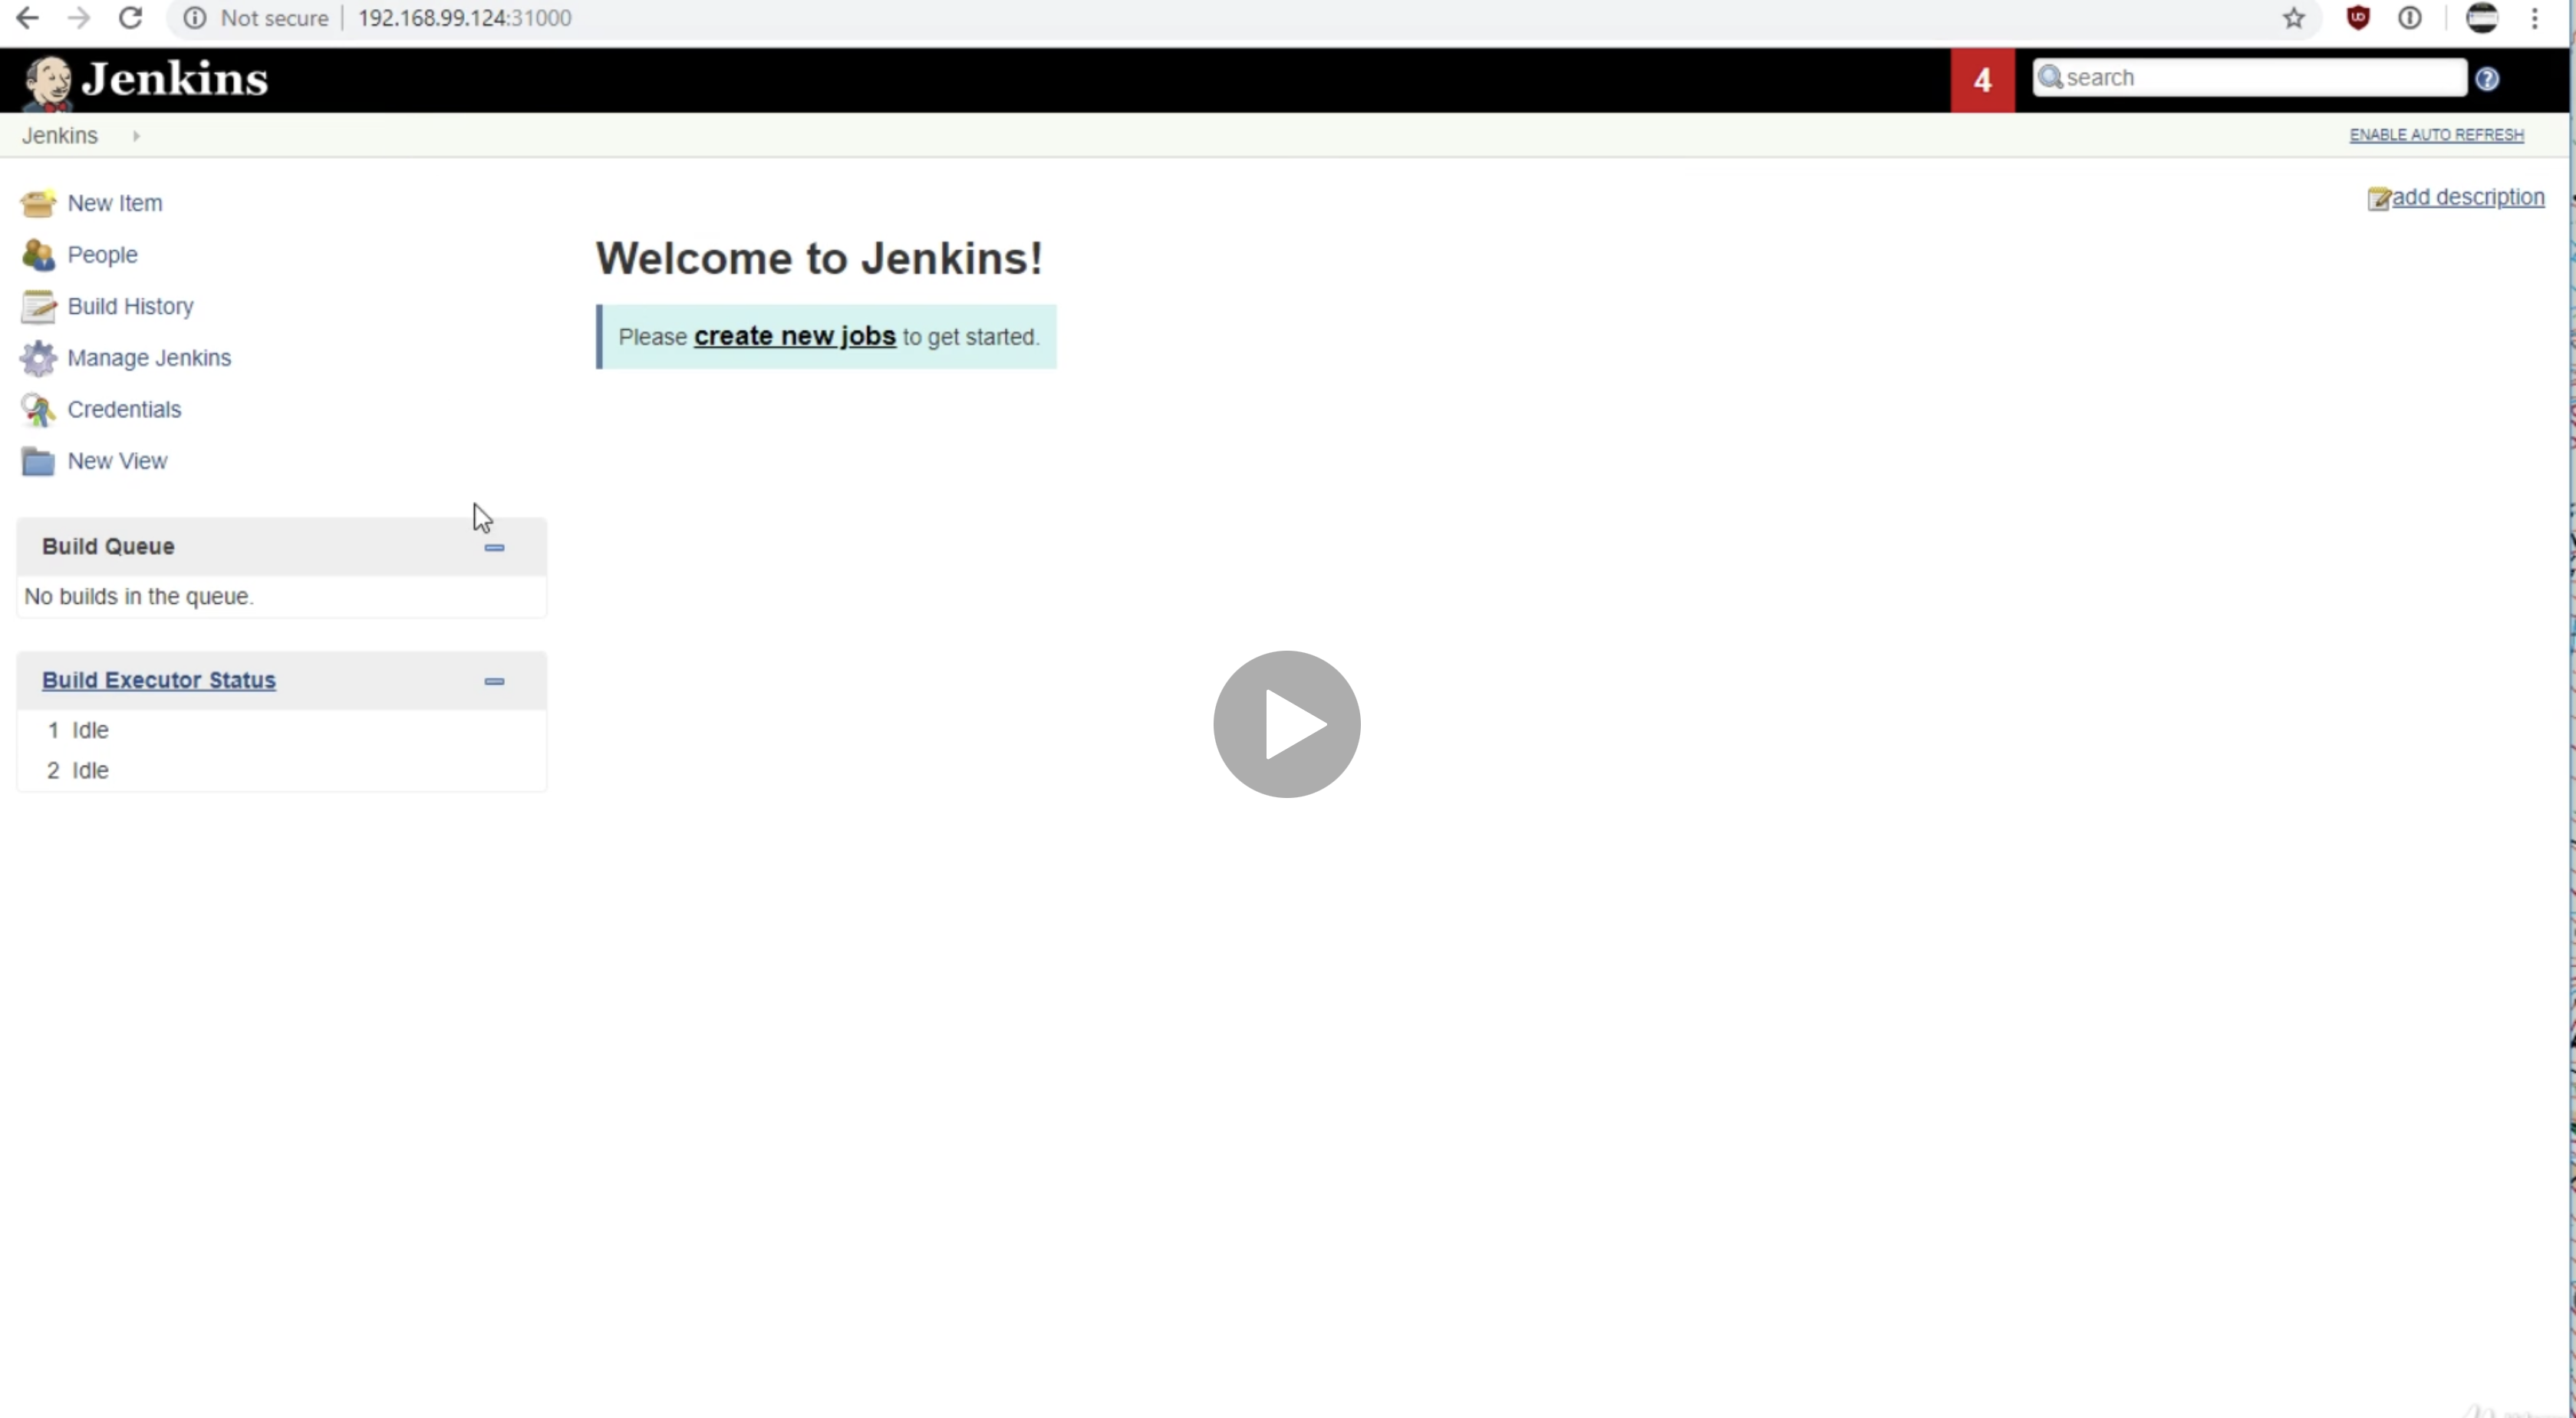 Not secure | 192.168.99.124:31000
Jenkins
4
search
Jenkins
ENABLE AUTO REFRESH
New Item
add description
People
Welcome to Jenkins!
Build History
Please create new jobs to get started.
Manage Jenkins
Credentials
New View
Build Queue
No builds in the queue.
Build Executor Status
1 Idle
2 Idle